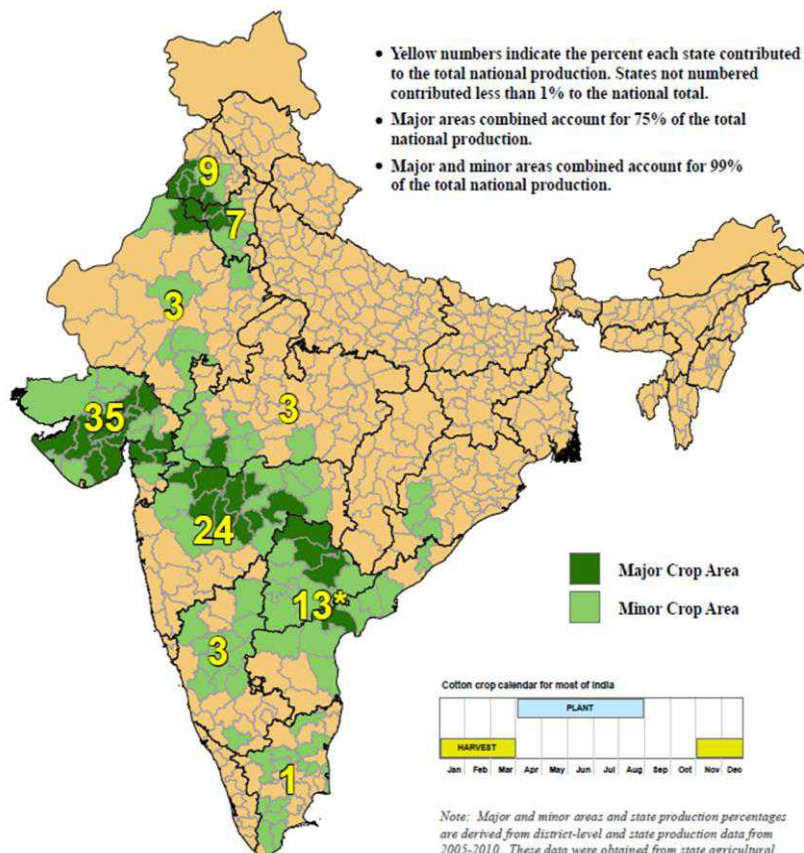 • Yellow numbers indicate the percent each state contributed
to the total national production. States not numbered
contributed less than 1% to the national total.
• Major areas combined account for 75% of the total
national production.
• Major and minor areas combined account for 99%
of the total national production.
9
7
3
35
3
24
13*
3
1
Major Crop Area
Minor Crop Area
Cotton crop calendar for most of India
PLANT
HARVEST
Jan Feb Mar Apr May Jun Jul Aug Sep Oct Nov Dec
Note: Major and minor areas and state production percentages
are derived from district-level and state production data from
2005-2010. These data were obtained from state agricultural